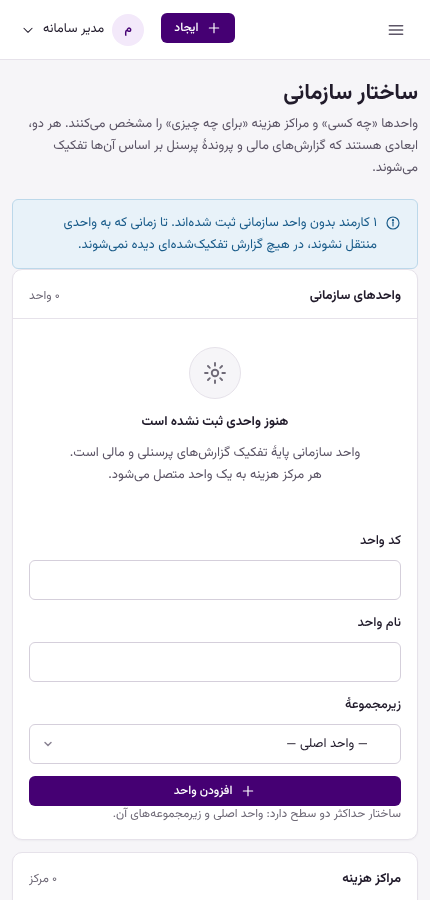 ایجاد
م
مدیر سامانه
ساختار سازمانی
واحدها «چه کسی» و مراکز هزینه «برای چه چیزی» را مشخص می‌کنند. هر دو،
ابعادی هستند که گزارش‌های مالی و پروندهٔ پرسنل بر اساس آن‌ها تفکیک
می‌شوند.
۱ کارمند بدون واحد سازمانی ثبت شده‌اند. تا زمانی که به واحدی
منتقل نشوند، در هیچ گزارش تفکیک‌شده‌ای دیده نمی‌شوند.
واحدهای سازمانی
۰ واحد
هنوز واحدی ثبت نشده است
واحد سازمانی پایهٔ تفکیک گزارش‌های پرسنلی و مالی است.
هر مرکز هزینه به یک واحد متصل می‌شود.
کد واحد
نام واحد
زیرمجموعهٔ
— واحد اصلی —
افزودن واحد
ساختار حداکثر دو سطح دارد: واحد اصلی و زیرمجموعه‌های آن.
مراکز هزینه
۰ مرکز